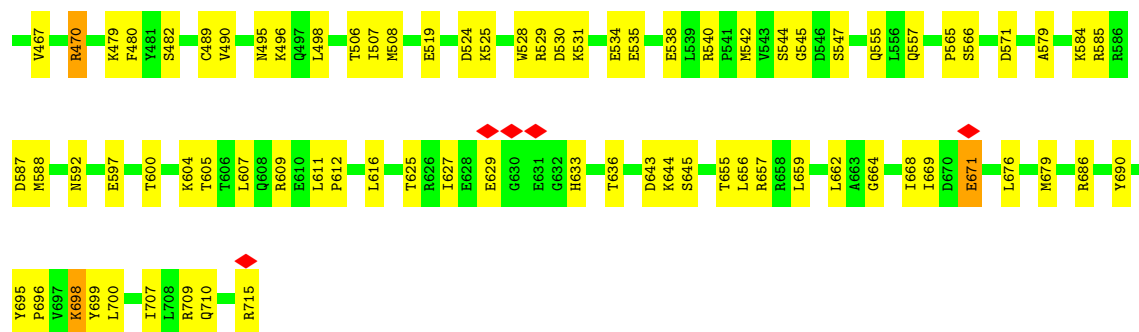 V467 R470 K479 F480 Y481 S482 C489 V490 N495 K496 Q497 L498 T506 I507 M508 E519 D524 K525 W528 R529 D530 K531 E534 E535 E538 L539 R540 P541 M542 V543 S544 G545 D546 S547 Q555 L556 Q557 P565 S566 D571 A579 K584 R585 R586
D587 M588 N592 E597 T600 K604 T605 T606 L607 Q608 R609 E610 L611 P612 L616 T625 R626 I627 E628 E629 G630 E631 G632 H633 T636 D643 K644 S645 T655 L656 R657 R658 L659 L662 A663 G664 I668 I669 D670 E671 L676 M679 R686 Y690
Y695 P696 V697 K698 Y699 L700 I707 L708 R709 Q710 R715